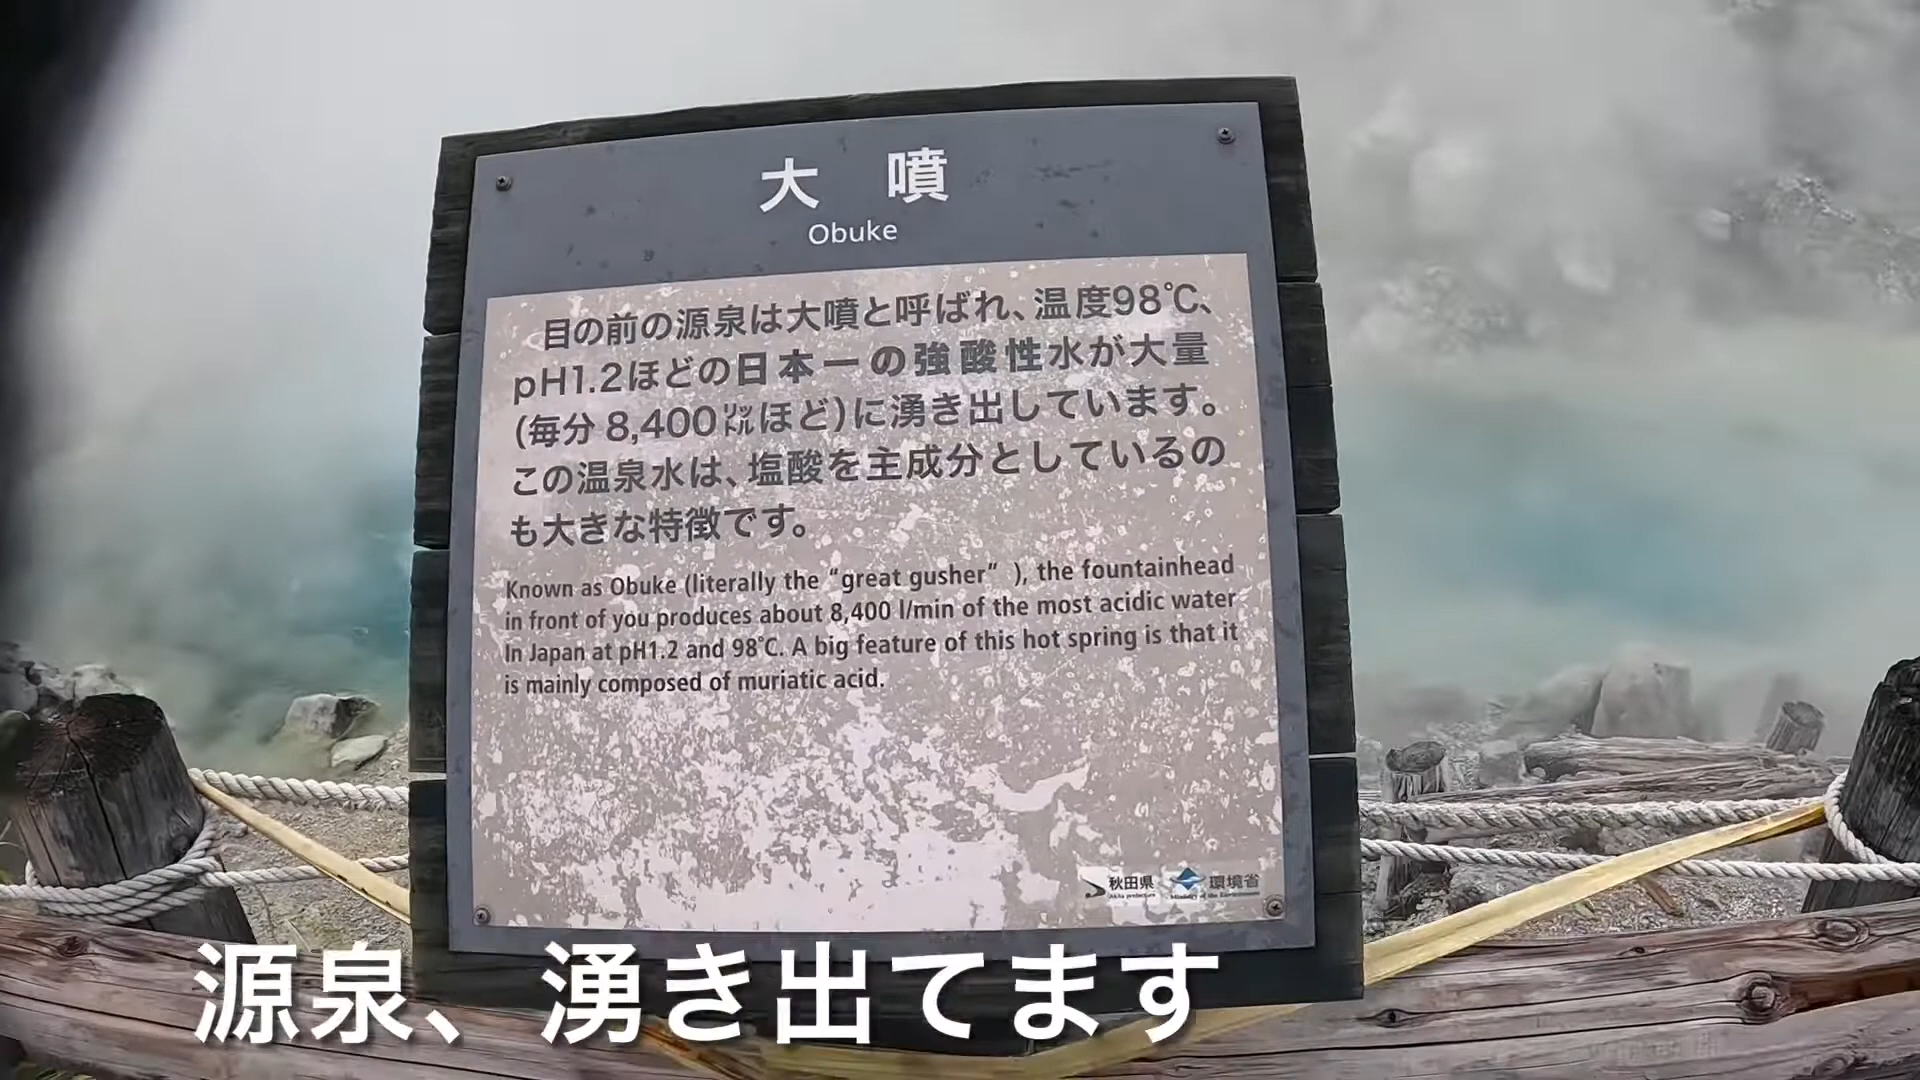 大 噴
Obuke
目の前の源泉は大噴と呼ばれ、温度98℃、
pH1.2ほどの日本一の強酸性水が大量
(毎分 8,400㍑ほど)に湧き出しています。
この温泉水は、塩酸を主成分としているの
も大きな特徴です。
Known as Obuke (literally the “great gusher” ), the fountainhead
in front of you produces about 8,400 l/min of the most acidic water
In Japan at pH1.2 and 98℃. A big feature of this hot spring is that it
is mainly composed of muriatic acid.
秋田県
Akita prefecture
環境省
Ministry of the Environment
源泉、湧き出てます